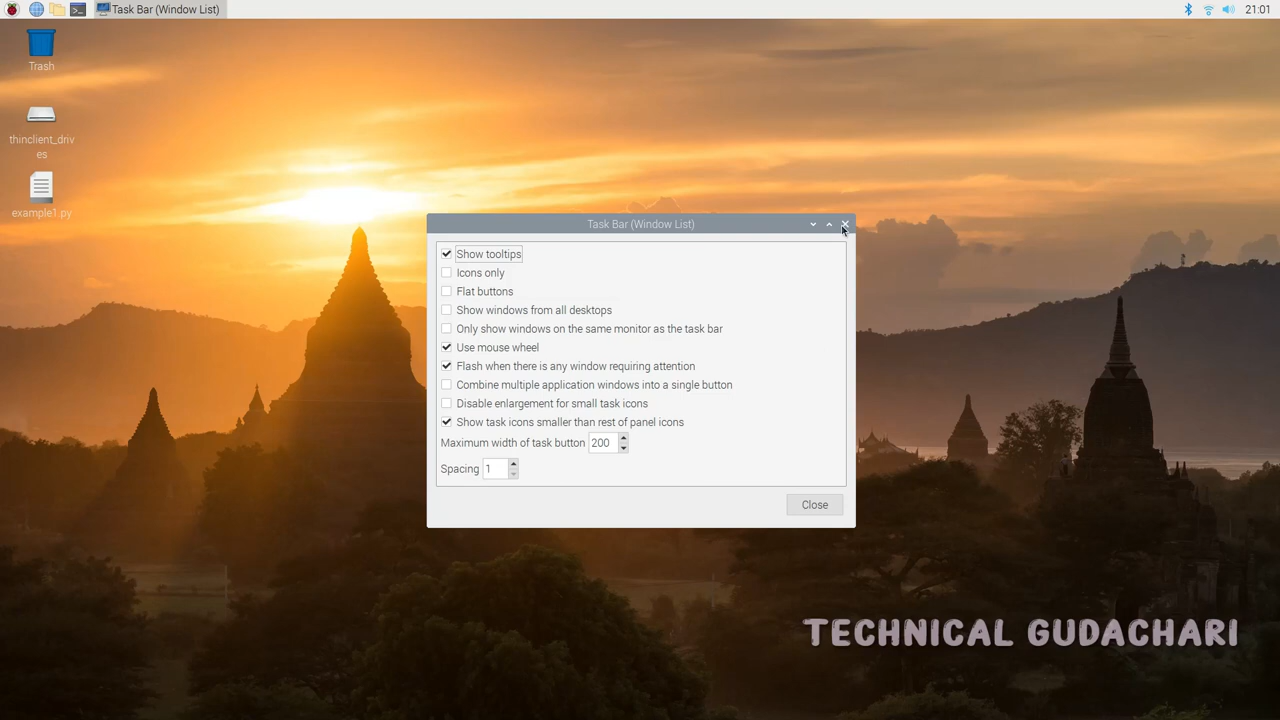 Task Bar (Window List)
21:01
Trash
thinclient_driv
es
example1.py
Task Bar (Window List)
Show tooltips
Icons only
Flat buttons
Show windows from all desktops
Only show windows on the same monitor as the task bar
Use mouse wheel
Flash when there is any window requiring attention
Combine multiple application windows into a single button
Disable enlargement for small task icons
Show task icons smaller than rest of panel icons
Maximum width of task button 200
Spacing 1
Close
TECHNICAL GUDACHARI